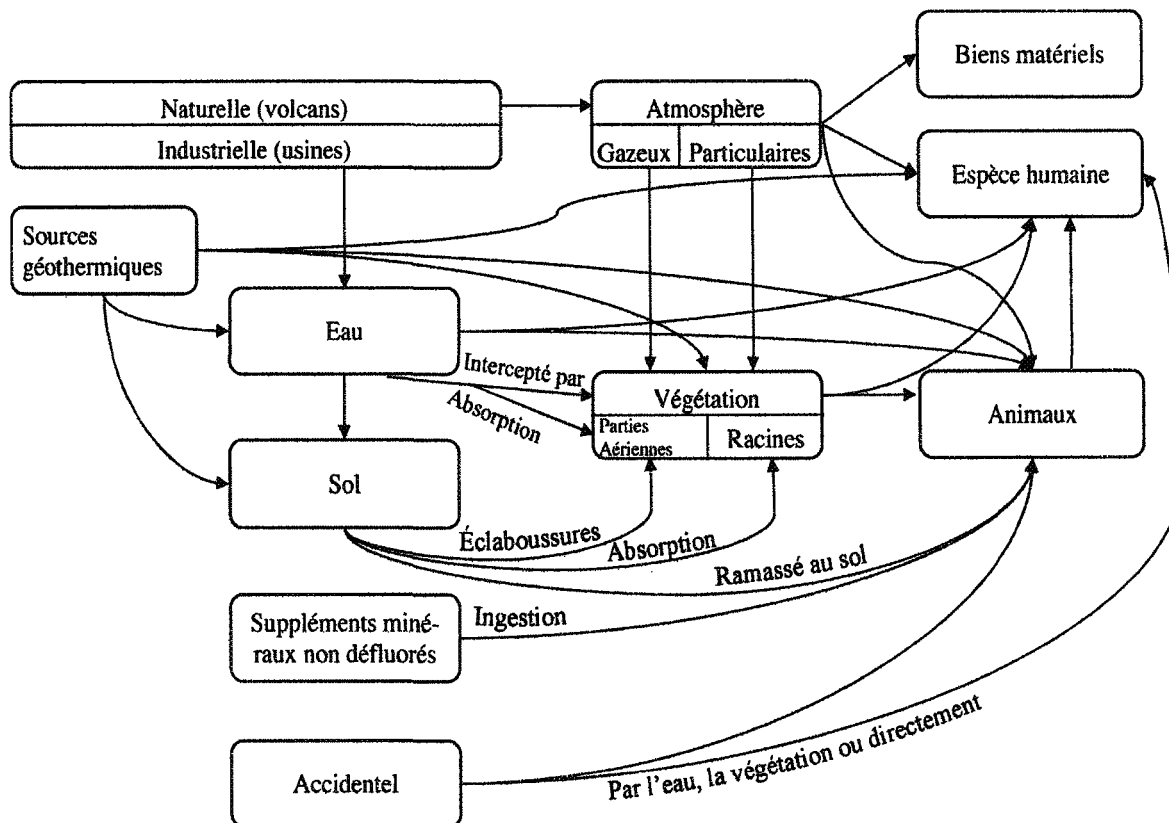 Biens matériels
Naturelle (volcans)
Industrielle (usines)
Atmosphère
Gazeux
Particulaires
Espèce humaine
Sources
géothermiques
Eau
Intercepté par
Absorption
Végétation
Parties
Aériennes
Racines
Animaux
Sol
Éclaboussures
Absorption
Ramassé au sol
Suppléments miné-
raux non défluorés
Ingestion
Accidentel
Par l'eau, la végétation ou directement